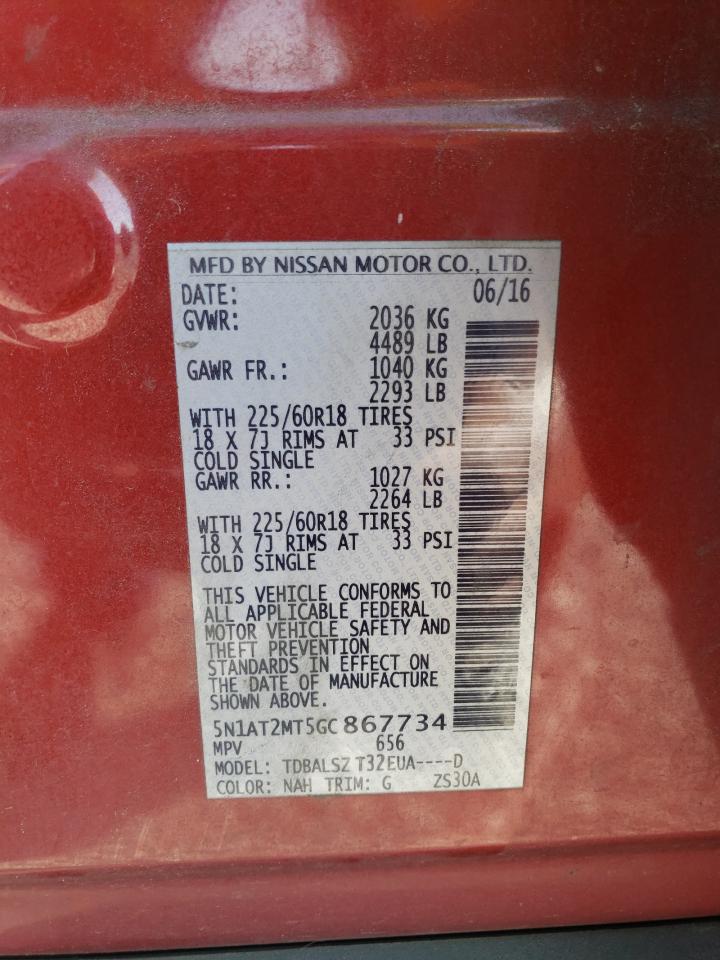 MFD BY NISSAN MOTOR CO., LTD.
DATE: 06/16
GVWR: 2036 KG
4489 LB
GAWR FR.: 1040 KG
2293 LB
WITH 225/60R18 TIRES
18 X 7J RIMS AT 33 PSI
COLD SINGLE
GAWR RR.: 1027 KG
2264 LB
WITH 225/60R18 TIRES
18 X 7J RIMS AT 33 PSI
COLD SINGLE
THIS VEHICLE CONFORMS TO
ALL APPLICABLE FEDERAL
MOTOR VEHICLE SAFETY AND
THEFT PREVENTION
STANDARDS IN EFFECT ON
THE DATE OF MANUFACTURE
SHOWN ABOVE.
5N1AT2MT5GC867734
MPV 656
MODEL: TDBALSZ T32EUA----D
COLOR: NAH TRIM: G ZS30A